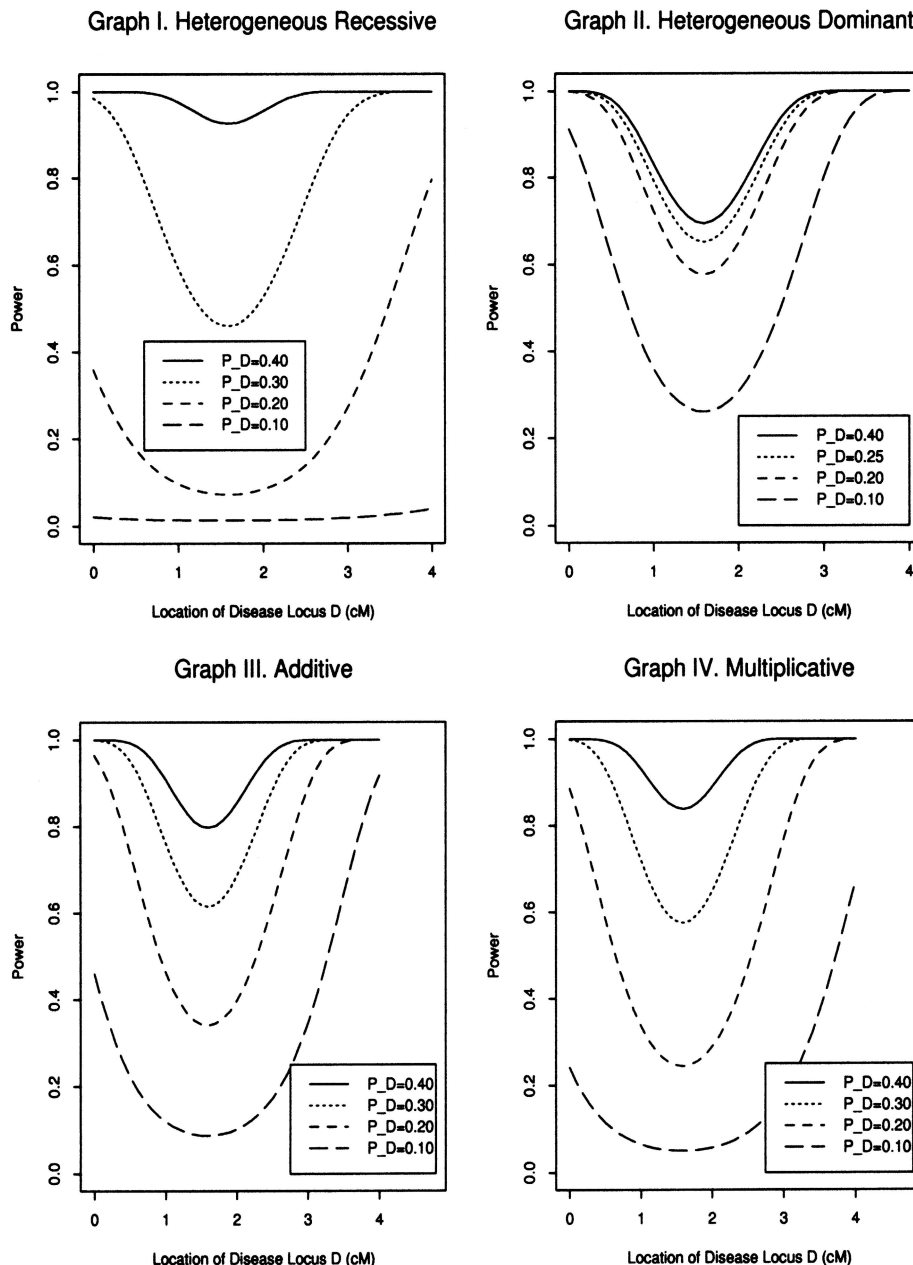 Graph I. Heterogeneous Recessive
Power
0.0 0.2 0.4 0.6 0.8 1.0
P_D=0.40
P_D=0.30
P_D=0.20
P_D=0.10
0 1 2 3 4
Location of Disease Locus D (cM)
Graph II. Heterogeneous Dominant
Power
0.0 0.2 0.4 0.6 0.8 1.0
P_D=0.40
P_D=0.25
P_D=0.20
P_D=0.10
0 1 2 3 4
Location of Disease Locus D (cM)
Graph III. Additive
Power
0.0 0.2 0.4 0.6 0.8 1.0
P_D=0.40
P_D=0.30
P_D=0.20
P_D=0.10
0 1 2 3 4
Location of Disease Locus D (cM)
Graph IV. Multiplicative
Power
0.0 0.2 0.4 0.6 0.8 1.0
P_D=0.40
P_D=0.30
P_D=0.20
P_D=0.10
0 1 2 3 4
Location of Disease Locus D (cM)